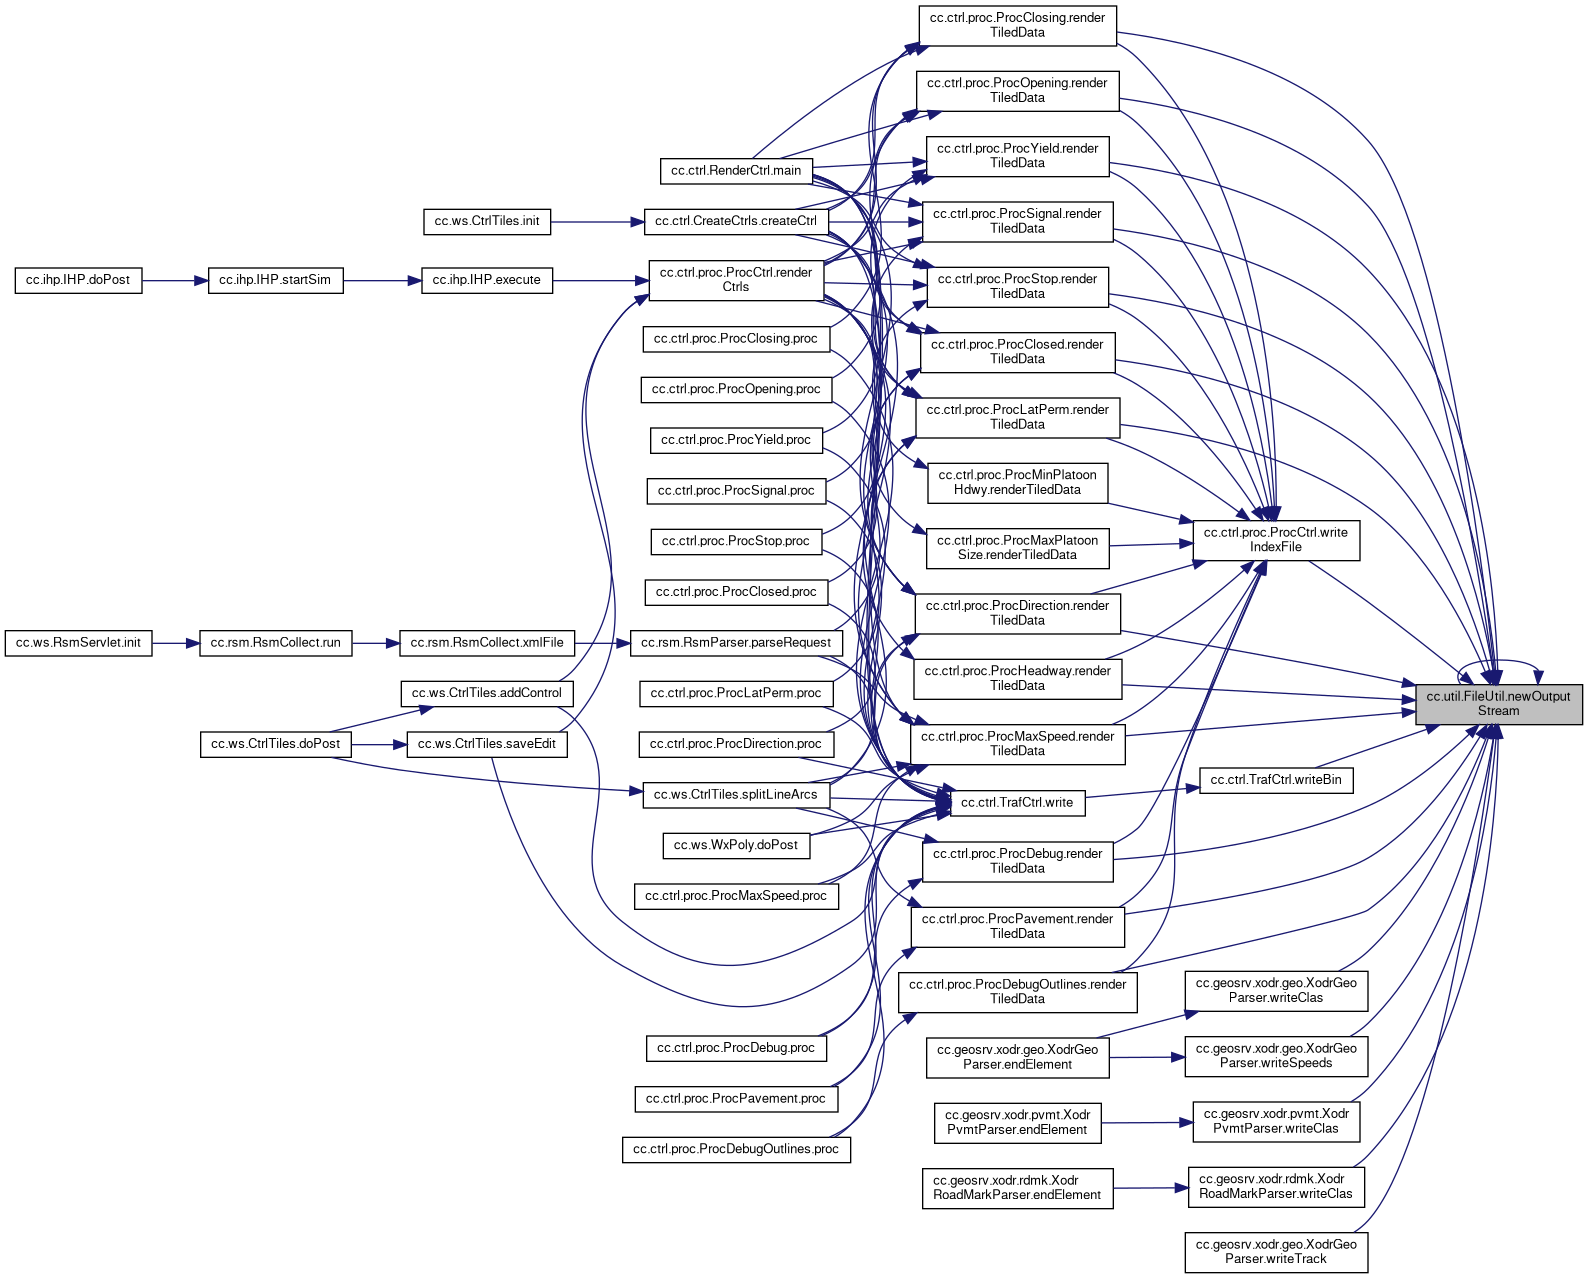 cc.ctrl.proc.ProcClosing.render
TiledData
cc.ctrl.proc.ProcOpening.render
TiledData
cc.ctrl.proc.ProcYield.render
TiledData
cc.ctrl.RenderCtrl.main
cc.ctrl.proc.ProcSignal.render
TiledData
cc.ws.CtrlTiles.init
cc.ctrl.CreateCtrls.createCtrl
cc.ihp.IHP.doPost
cc.ihp.IHP.startSim
cc.ihp.IHP.execute
cc.ctrl.proc.ProcCtrl.render
Ctrls
cc.ctrl.proc.ProcStop.render
TiledData
cc.ctrl.proc.ProcClosing.proc
cc.ctrl.proc.ProcClosed.render
TiledData
cc.ctrl.proc.ProcOpening.proc
cc.ctrl.proc.ProcLatPerm.render
TiledData
cc.ctrl.proc.ProcYield.proc
cc.ctrl.proc.ProcMinPlatoon
Hdwy.renderTiledData
cc.ctrl.proc.ProcSignal.proc
cc.ctrl.proc.ProcStop.proc
cc.ctrl.proc.ProcMaxPlatoon
Size.renderTiledData
cc.ctrl.proc.ProcCtrl.write
IndexFile
cc.ctrl.proc.ProcClosed.proc
cc.ctrl.proc.ProcDirection.render
TiledData
cc.ws.RsmServlet.init
cc.rsm.RsmCollect.run
cc.rsm.RsmCollect.xmlFile
cc.rsm.RsmParser.parseRequest
cc.ctrl.proc.ProcHeadway.render
TiledData
cc.ws.CtrlTiles.addControl
cc.ctrl.proc.ProcLatPerm.proc
cc.util.FileUtil.newOutput
Stream
cc.ws.CtrlTiles.doPost
cc.ws.CtrlTiles.saveEdit
cc.ctrl.proc.ProcDirection.proc
cc.ctrl.proc.ProcMaxSpeed.render
TiledData
cc.ctrl.TrafCtrl.writeBin
cc.ws.CtrlTiles.splitLineArcs
cc.ctrl.TrafCtrl.write
cc.ws.WxPoly.doPost
cc.ctrl.proc.ProcDebug.render
TiledData
cc.ctrl.proc.ProcMaxSpeed.proc
cc.ctrl.proc.ProcPavement.render
TiledData
cc.ctrl.proc.ProcDebugOutlines.render
TiledData
cc.geosrv.xodr.geo.XodrGeo
Parser.writeClas
cc.ctrl.proc.ProcDebug.proc
cc.geosrv.xodr.geo.XodrGeo
Parser.endElement
cc.geosrv.xodr.geo.XodrGeo
Parser.writeSpeeds
cc.ctrl.proc.ProcPavement.proc
cc.geosrv.xodr.pvmt.Xodr
PvmtParser.endElement
cc.geosrv.xodr.pvmt.Xodr
PvmtParser.writeClas
cc.ctrl.proc.ProcDebugOutlines.proc
cc.geosrv.xodr.rdmk.Xodr
RoadMarkParser.endElement
cc.geosrv.xodr.rdmk.Xodr
RoadMarkParser.writeClas
cc.geosrv.xodr.geo.XodrGeo
Parser.writeTrack